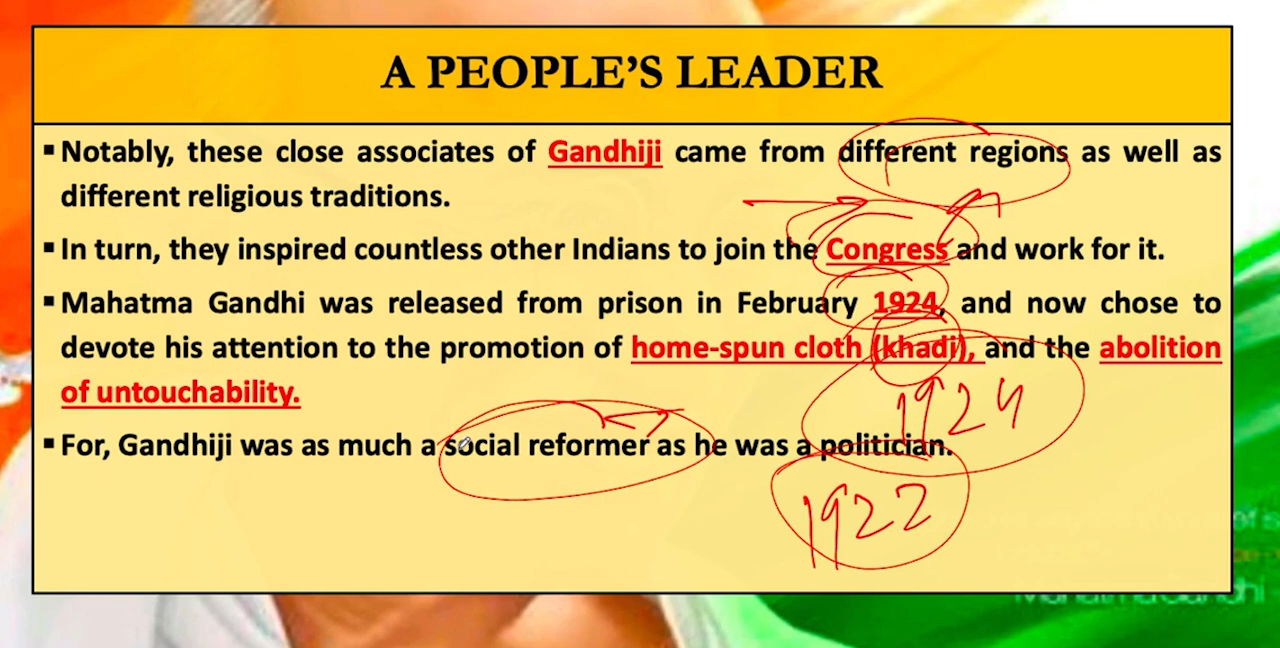 A PEOPLE'S LEADER
▪ Notably, these close associates of Gandhiji came from different regions as well as
different religious traditions.
▪ In turn, they inspired countless other Indians to join the Congress and work for it.
▪ Mahatma Gandhi was released from prison in February 1924, and now chose to
devote his attention to the promotion of home-spun cloth (khadi), and the abolition
of untouchability.
1924
▪ For, Gandhiji was as much a social reformer as he was a politician.
1922
Mahatma Gandhi